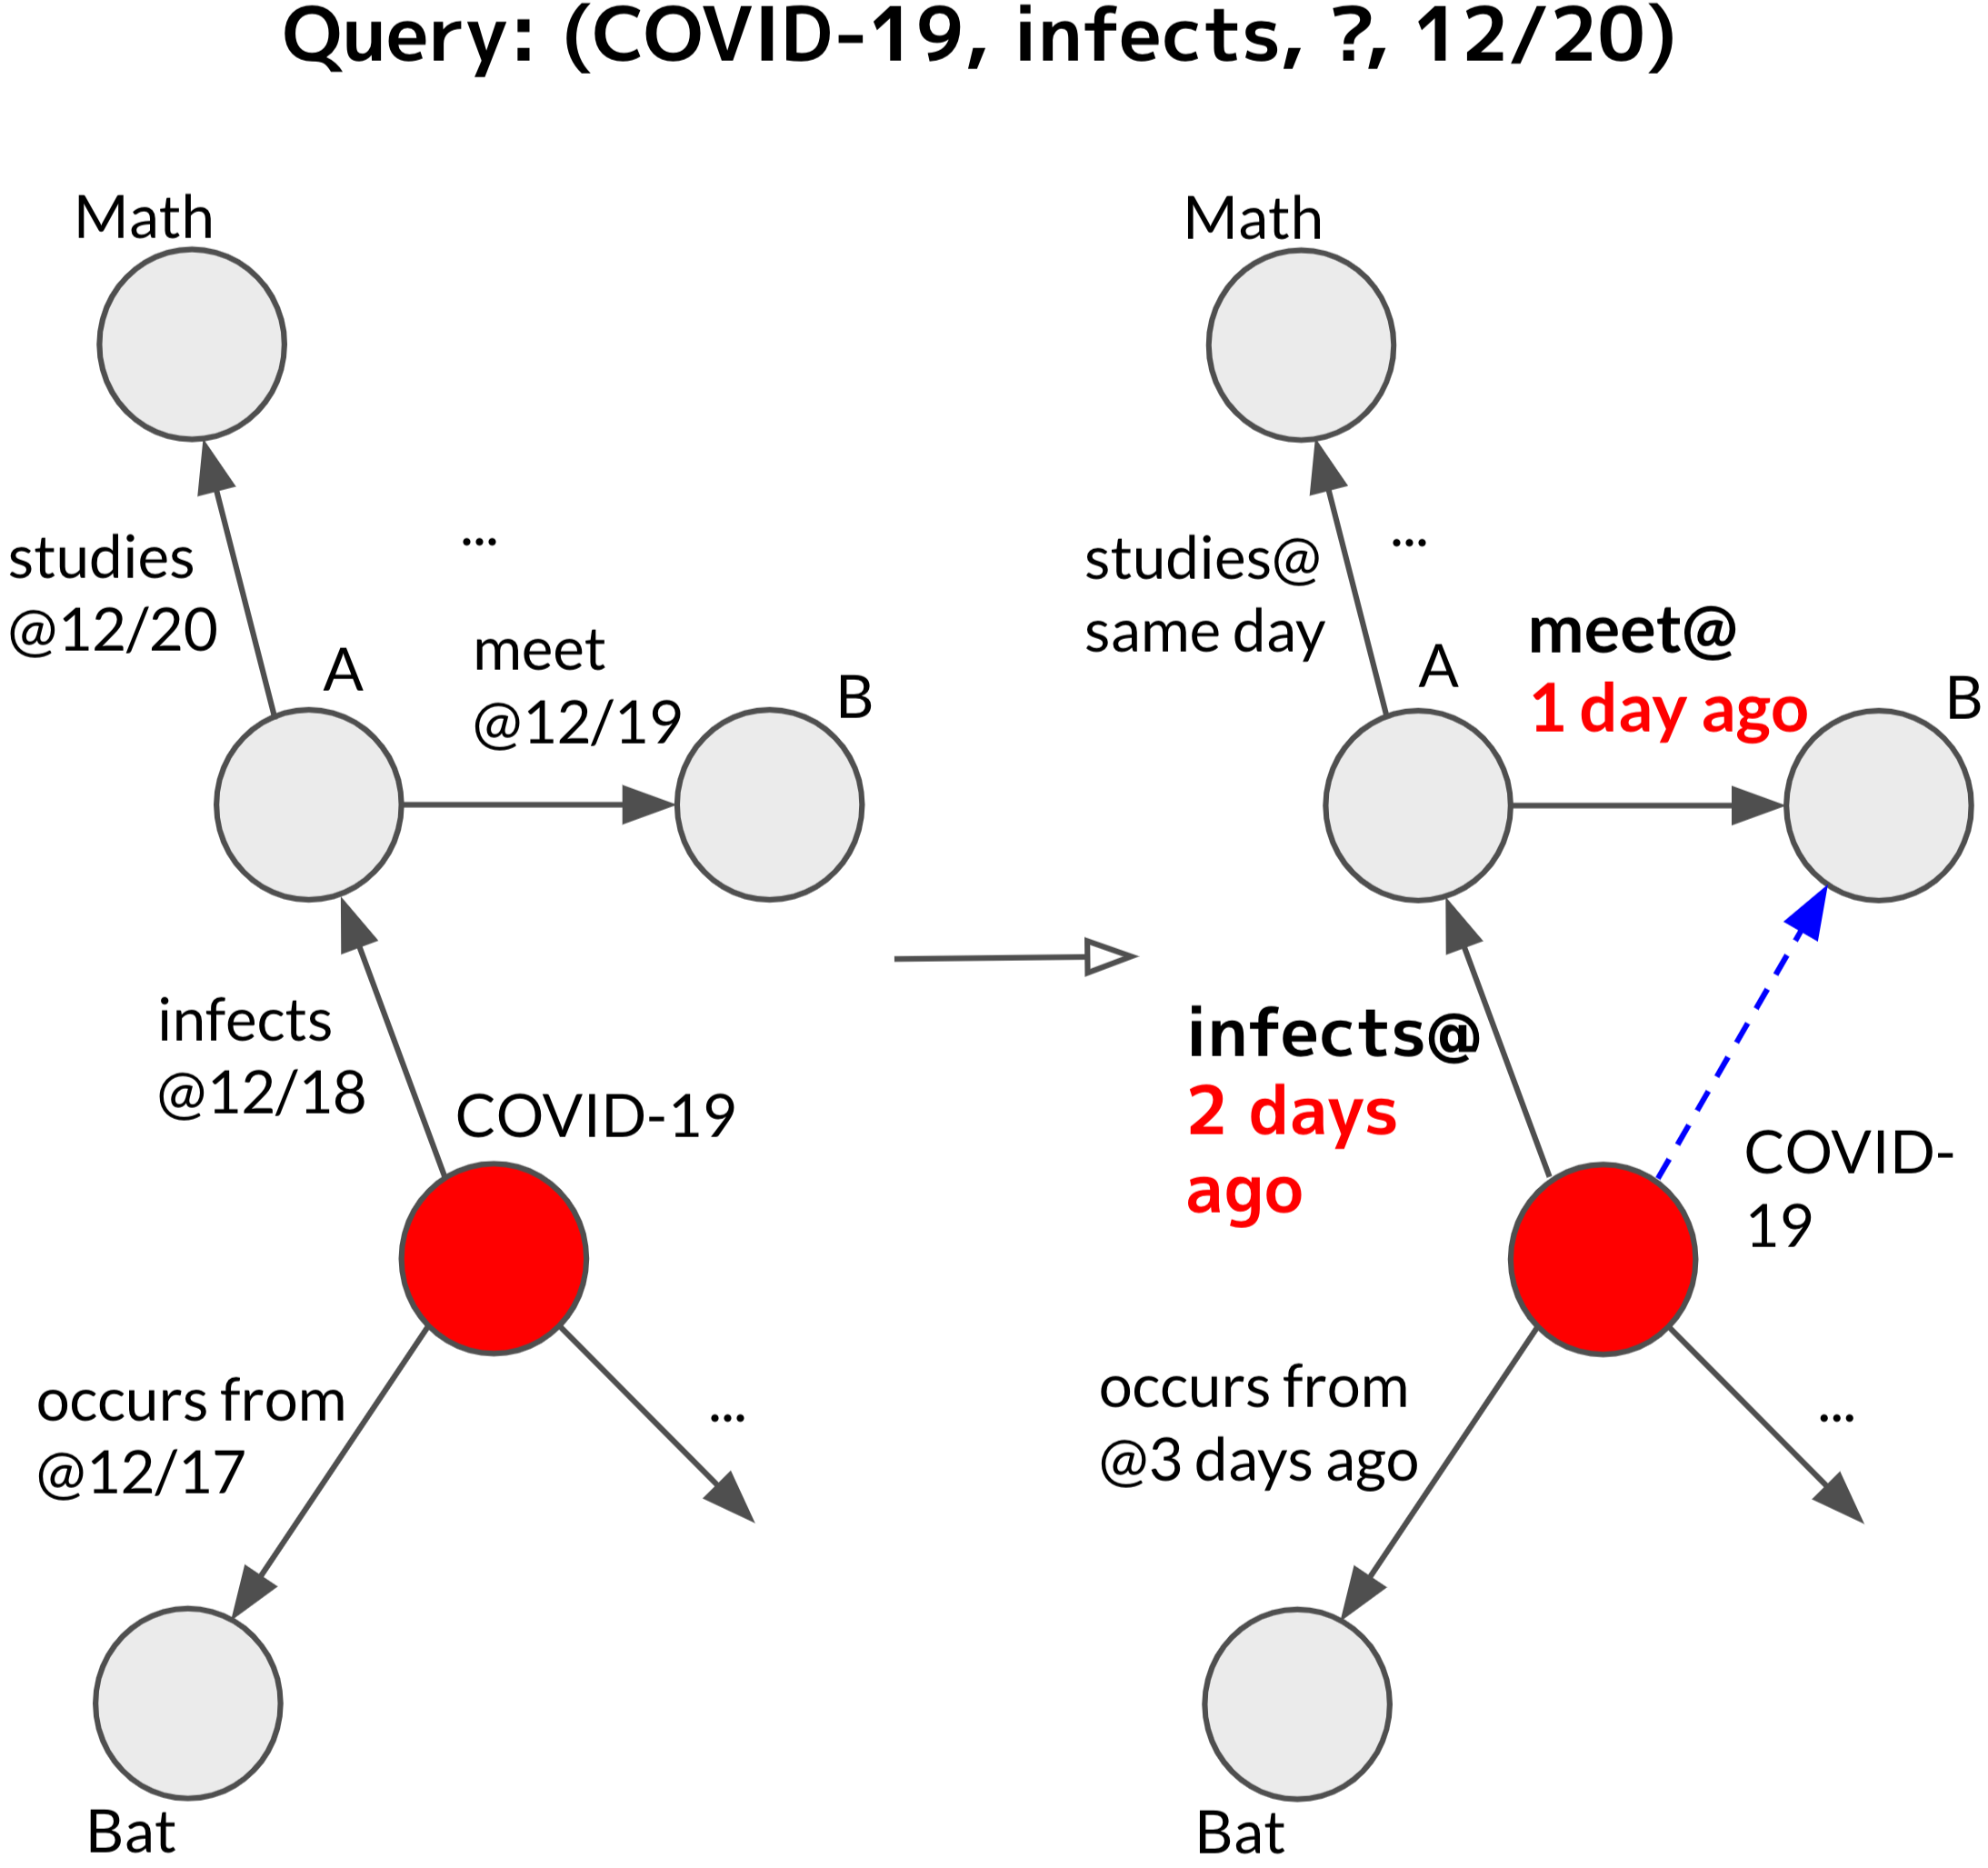 Query: (COVID-19, infects, ?, 12/20)
Math
studies
@12/20
...
A
meet
@12/19
B
infects
@12/18
COVID-19
occurs from
@12/17
...
Bat
Math
studies@
same day
...
A
meet@
1 day ago
B
infects@
2 days
ago
COVID-
19
occurs from
@3 days ago
...
Bat